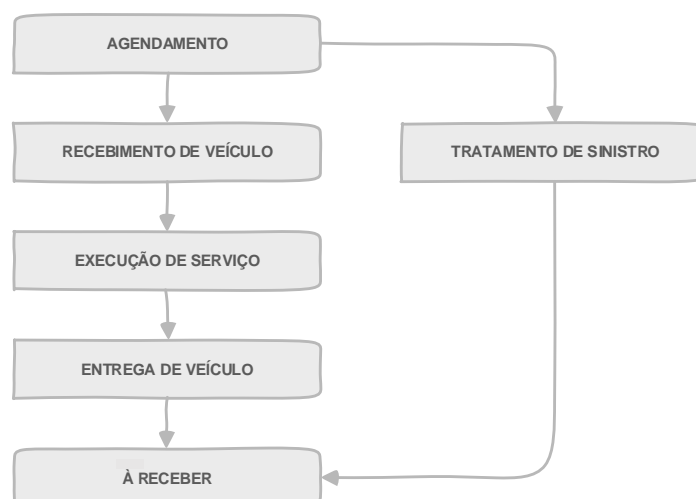 AGENDAMENTO
RECEBIMENTO DE VEÍCULO
TRATAMENTO DE SINISTRO
EXECUÇÃO DE SERVIÇO
ENTREGA DE VEÍCULO
À RECEBER